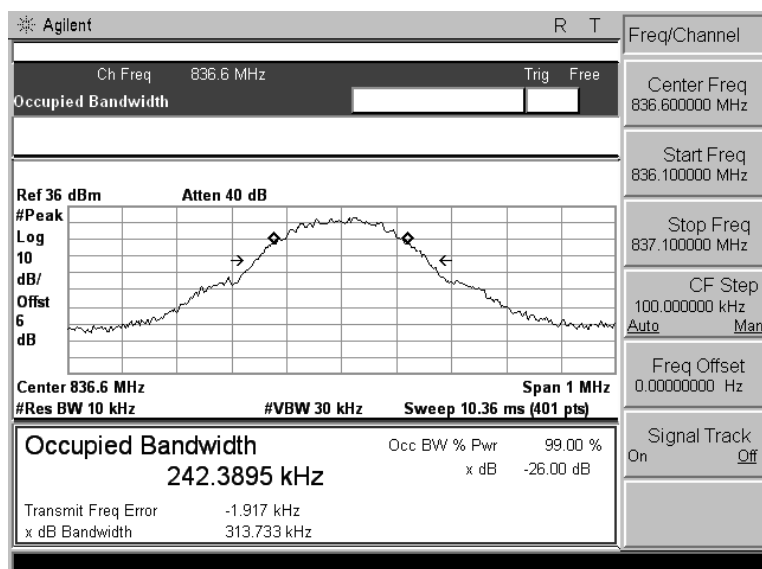 Agilent R T
Ch Freq 836.6 MHz Trig Free
Occupied Bandwidth
Ref 36 dBm Atten 40 dB
#Peak
Log
10
dB/
Offst
6
dB
Center 836.6 MHz Span 1 MHz
#Res BW 10 kHz #VBW 30 kHz Sweep 10.36 ms (401 pts)
Occupied Bandwidth
242.3895 kHz
Occ BW % Pwr 99.00 %
x dB -26.00 dB
Transmit Freq Error -1.917 kHz
x dB Bandwidth 313.733 kHz
Freq/Channel
Center Freq
836.600000 MHz
Start Freq
836.100000 MHz
Stop Freq
837.100000 MHz
CF Step
100.000000 kHz
Auto Man
Freq Offset
0.00000000 Hz
Signal Track
On Off